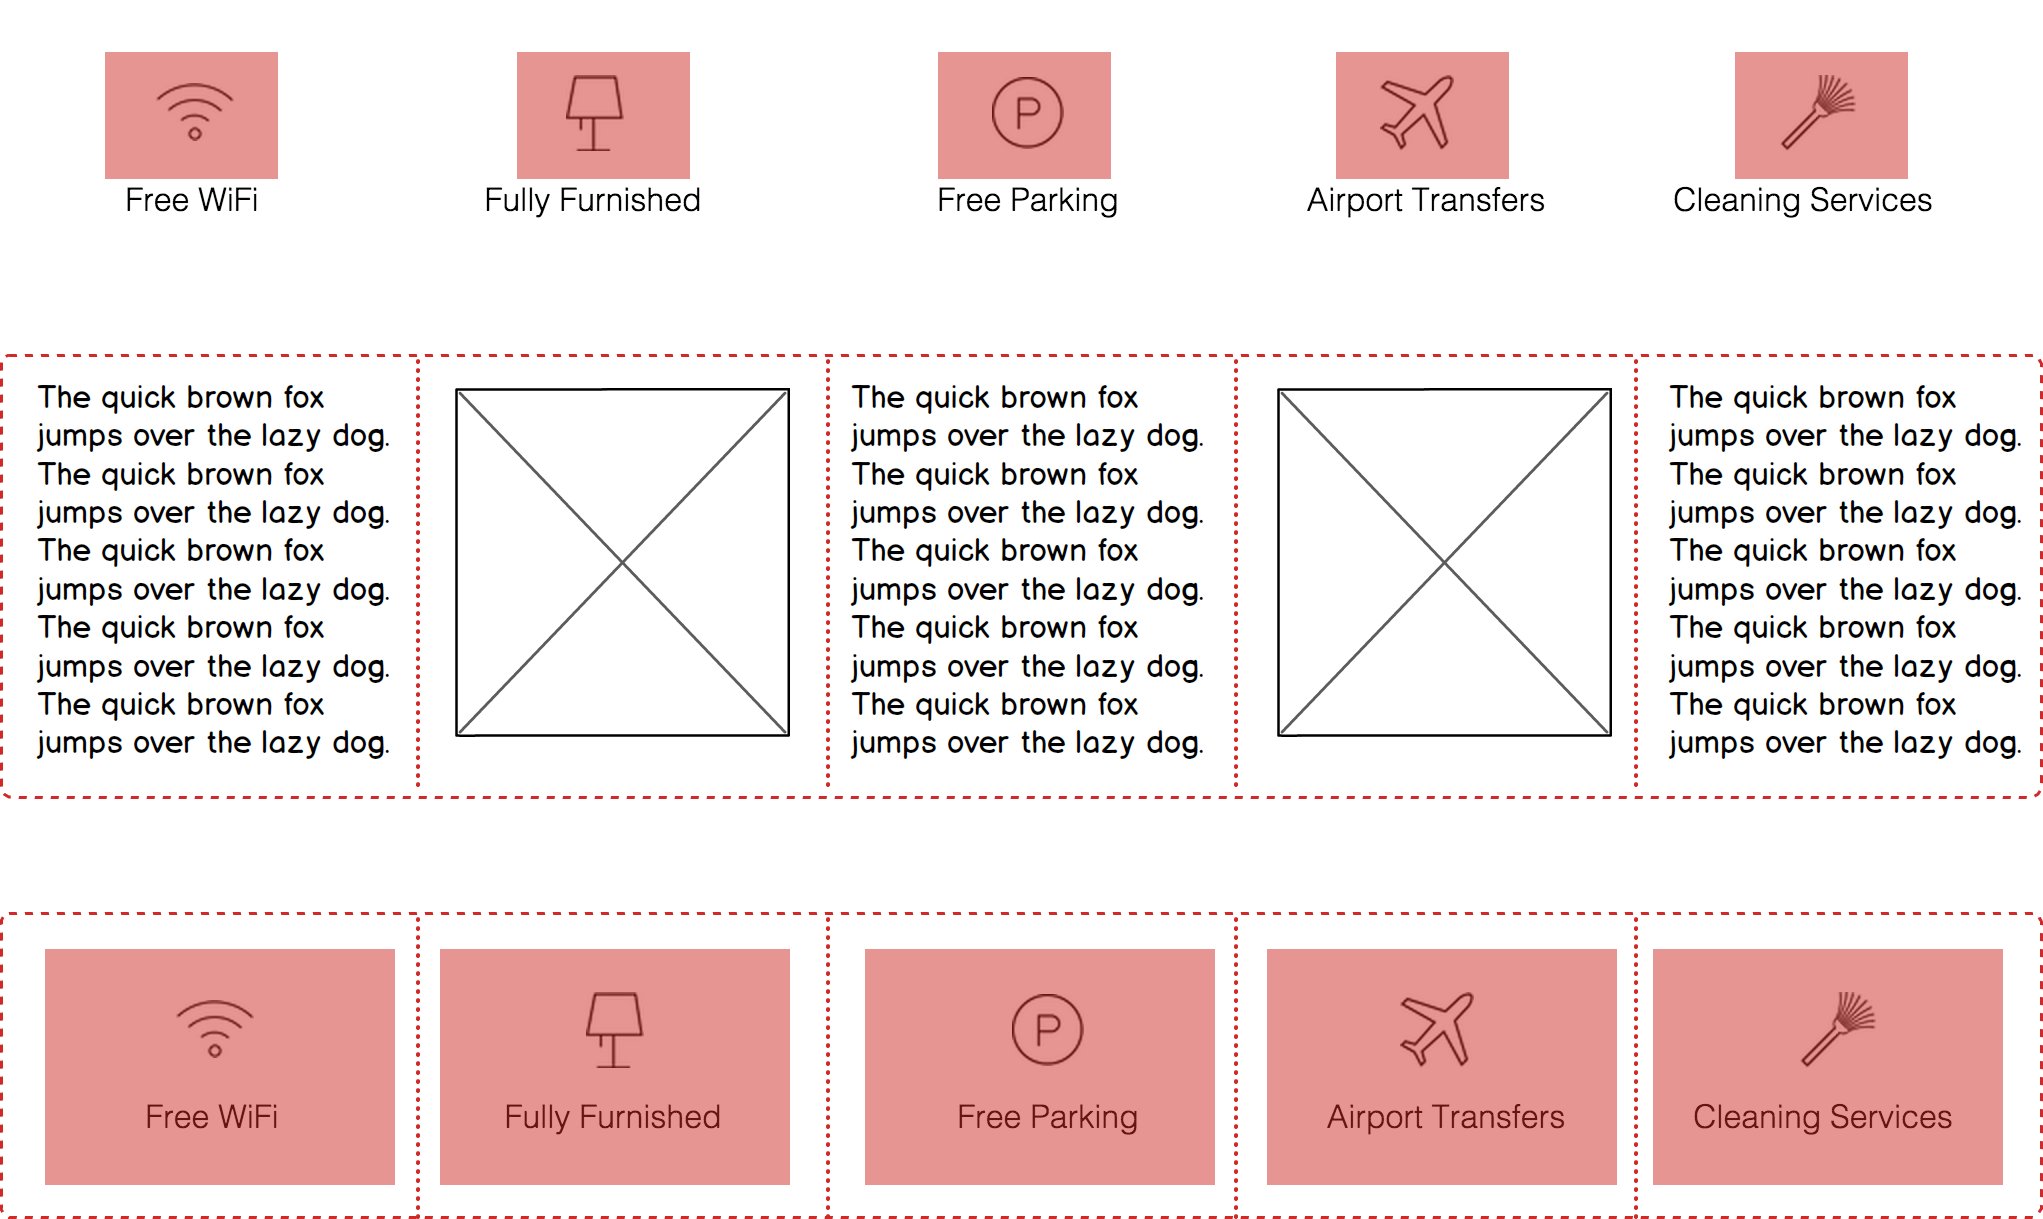 Free WiFi
Fully Furnished
P
Free Parking
Airport Transfers
Cleaning Services
The quick brown fox
jumps over the lazy dog.
The quick brown fox
jumps over the lazy dog.
The quick brown fox
jumps over the lazy dog.
The quick brown fox
jumps over the lazy dog.
The quick brown fox
jumps over the lazy dog.
The quick brown fox
jumps over the lazy dog.
The quick brown fox
jumps over the lazy dog.
The quick brown fox
jumps over the lazy dog.
The quick brown fox
jumps over the lazy dog.
The quick brown fox
jumps over the lazy dog.
The quick brown fox
jumps over the lazy dog.
The quick brown fox
jumps over the lazy dog.
The quick brown fox
jumps over the lazy dog.
The quick brown fox
jumps over the lazy dog.
The quick brown fox
jumps over the lazy dog.
Free WiFi
Fully Furnished
P
Free Parking
Airport Transfers
Cleaning Services